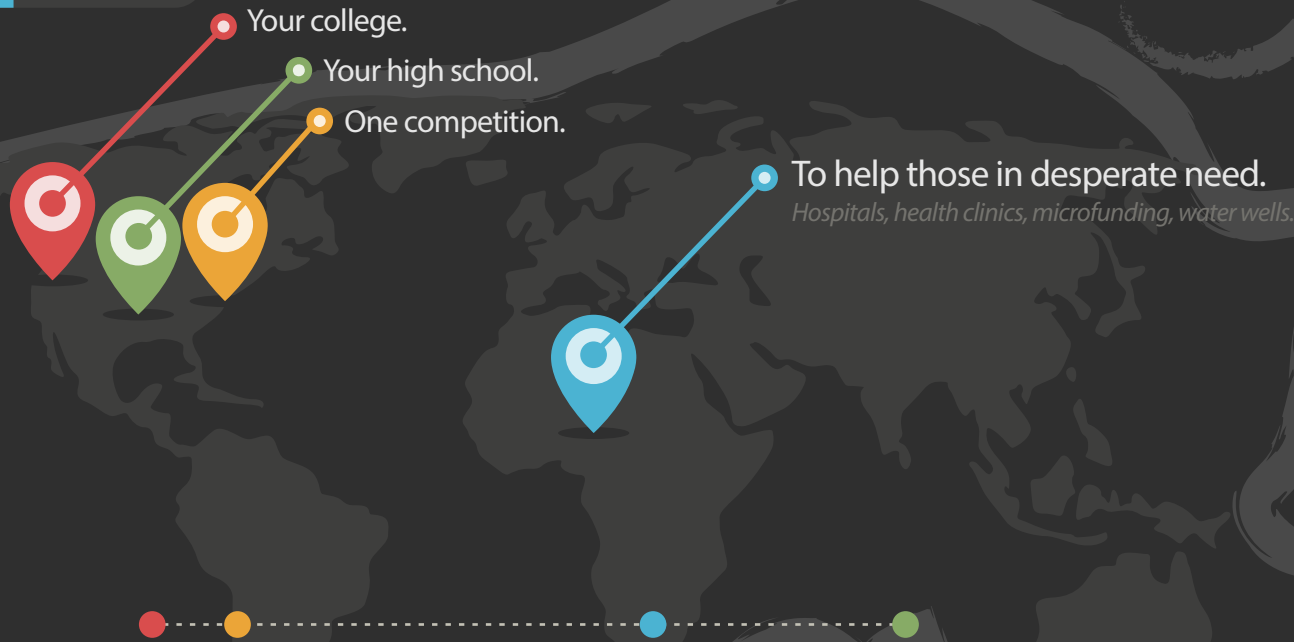 Your college.
Your high school.
One competition.
To help those in desperate need.
Hospitals, health clinics, microfunding, water wells.